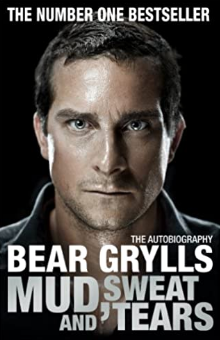 THE NUMBER ONE BESTSELLER
THE AUTOBIOGRAPHY
BEAR GRYLLS
MUD, SWEAT
AND TEARS